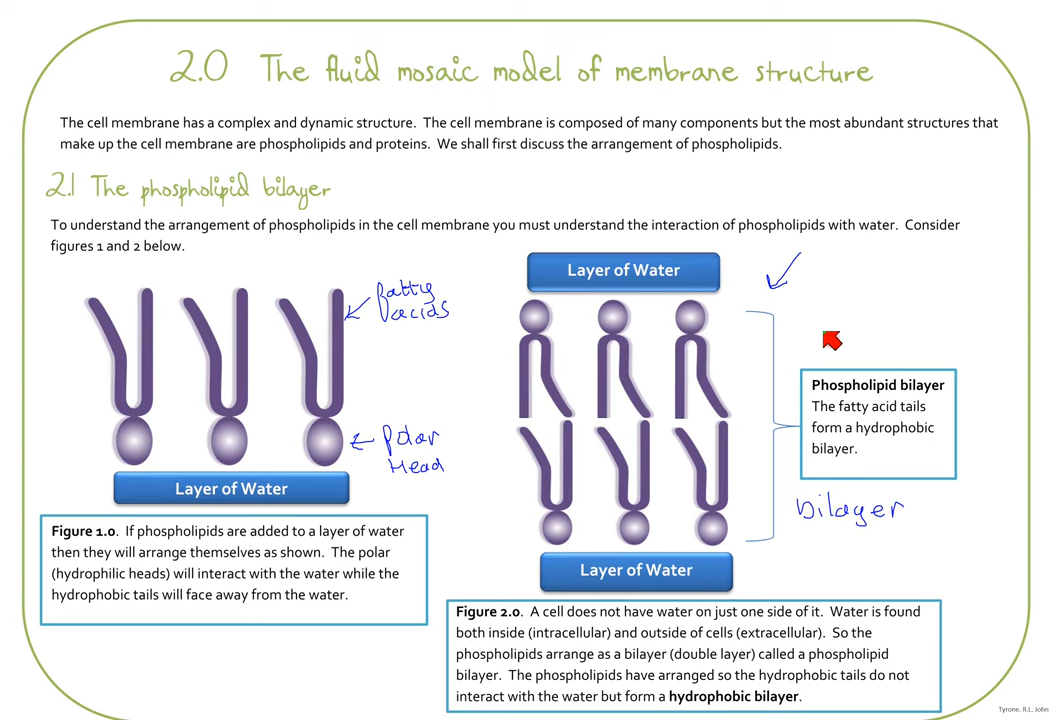 2.0 The fluid mosaic model of membrane structure
The cell membrane has a complex and dynamic structure. The cell membrane is composed of many components but the most abundant structures that
make up the cell membrane are phospholipids and proteins. We shall first discuss the arrangement of phospholipids.
2.1 The phospholipid bilayer
To understand the arrangement of phospholipids in the cell membrane you must understand the interaction of phospholipids with water. Consider
figures 1 and 2 below.
fatty
acids
Polar
Head
Layer of Water
Figure 1.0. If phospholipids are added to a layer of water
then they will arrange themselves as shown. The polar
(hydrophilic heads) will interact with the water while the
hydrophobic tails will face away from the water.
Layer of Water
Phospholipid bilayer
The fatty acid tails
form a hydrophobic
bilayer.
bilayer
Layer of Water
Figure 2.0. A cell does not have water on just one side of it. Water is found
both inside (intracellular) and outside of cells (extracellular). So the
phospholipids arrange as a bilayer (double layer) called a phospholipid
bilayer. The phospholipids have arranged so the hydrophobic tails do not
interact with the water but form a hydrophobic bilayer.
Tyrone. R.L. John